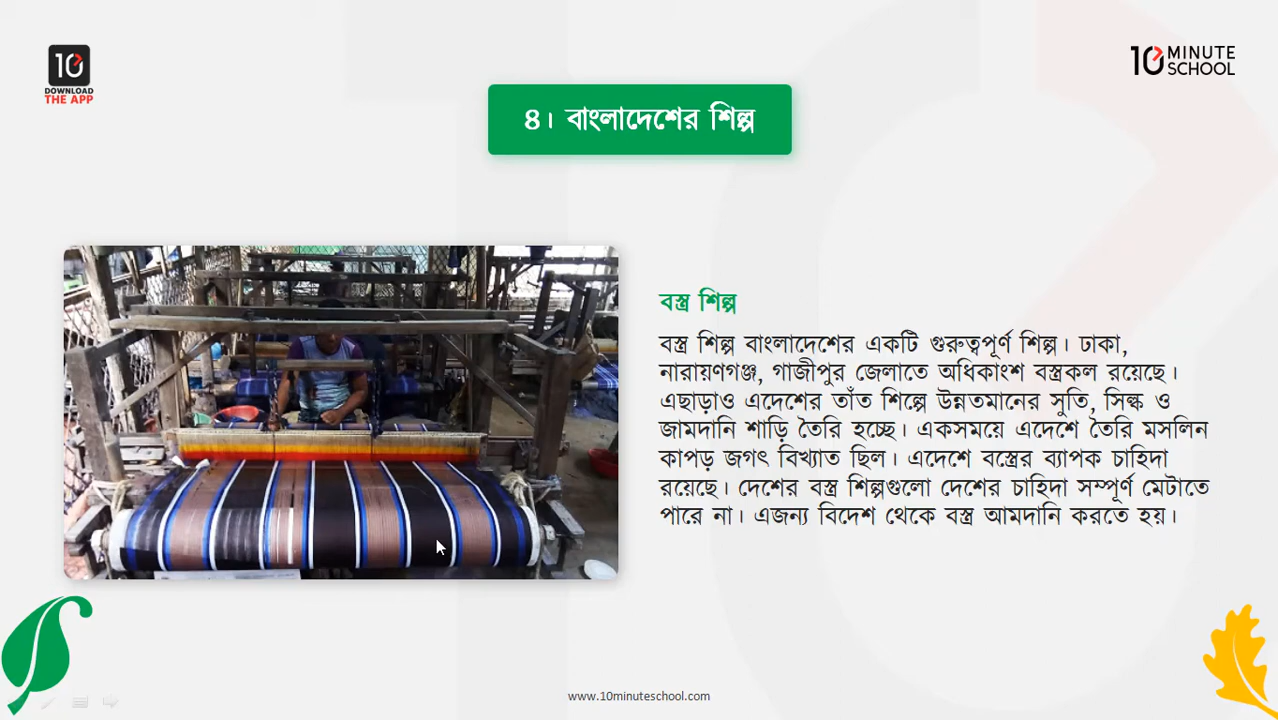 10
DOWNLOAD
THE APP
10 MINUTE
SCHOOL
৪। বাংলাদেশের শিল্প
বস্ত্র শিল্প
বস্ত্র শিল্প বাংলাদেশের একটি গুরুত্বপূর্ণ শিল্প। ঢাকা,
নারায়ণগঞ্জ, গাজীপুর জেলাতে অধিকাংশ বস্ত্রকল রয়েছে।
এছাড়াও এদেশের তাঁত শিল্পে উন্নতমানের সুতি, সিল্ক ও
জামদানি শাড়ি তৈরি হচ্ছে। একসময়ে এদেশে তৈরি মসলিন
কাপড় জগৎ বিখ্যাত ছিল। এদেশে বস্ত্রের ব্যাপক চাহিদা
রয়েছে। দেশের বস্ত্র শিল্পগুলো দেশের চাহিদা সম্পূর্ণ মেটাতে
পারে না। এজন্য বিদেশ থেকে বস্ত্র আমদানি করতে হয়।
www.10minuteschool.com